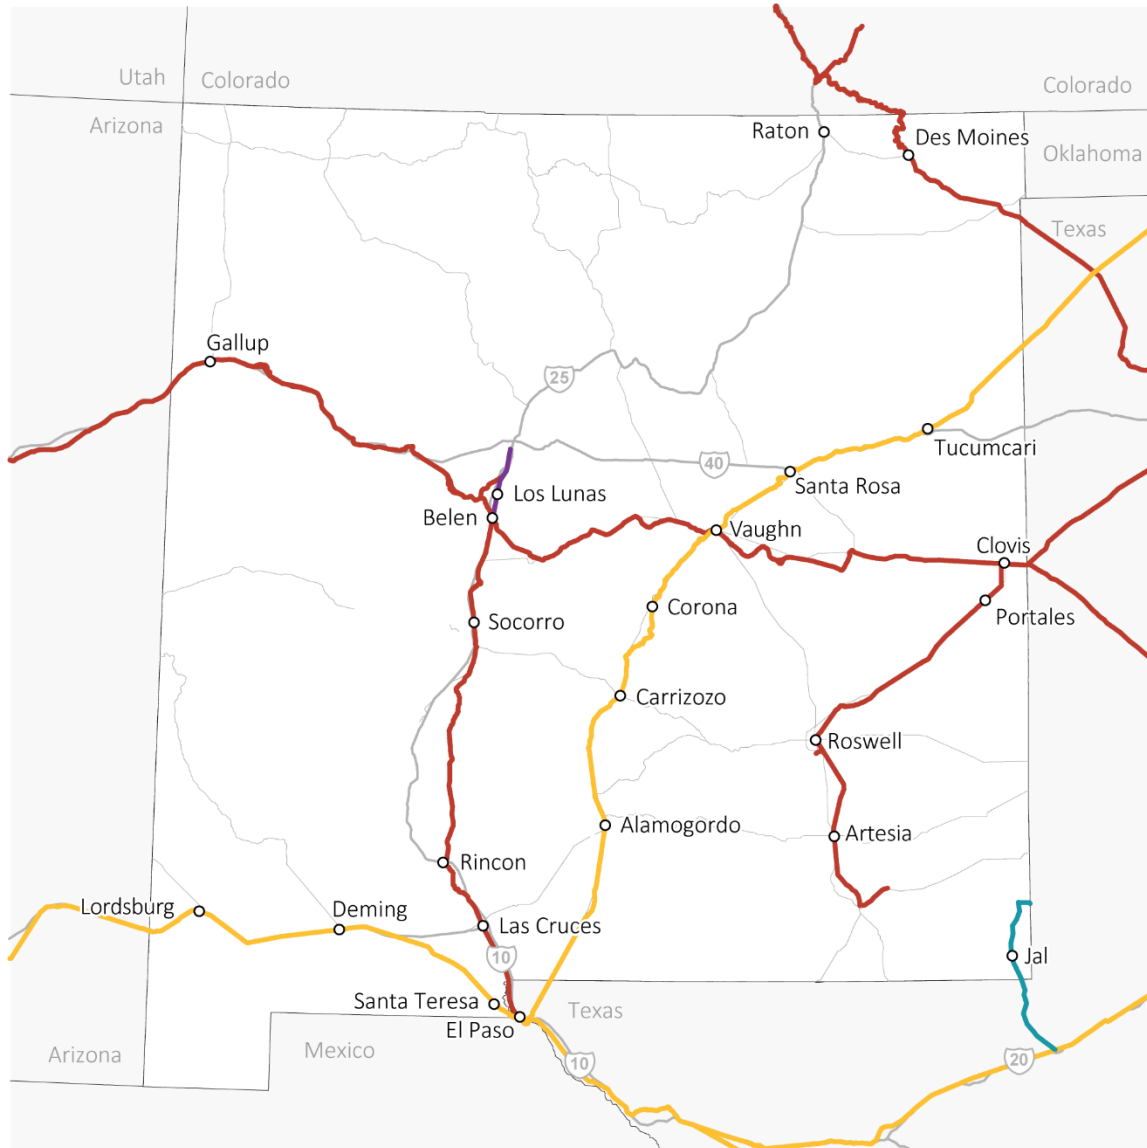 Utah
Colorado
Colorado
Arizona
Raton
Des Moines
Oklahoma
Texas
Gallup
25
Tucumcari
40
Santa Rosa
Los Lunas
Belen
Vaughn
Clovis
Corona
Portales
Socorro
Carrizozo
Roswell
Alamogordo
Artesia
Rincon
Lordsburg
Deming
Las Cruces
10
Jal
Santa Teresa
Texas
El Paso
Arizona
Mexico
10
20